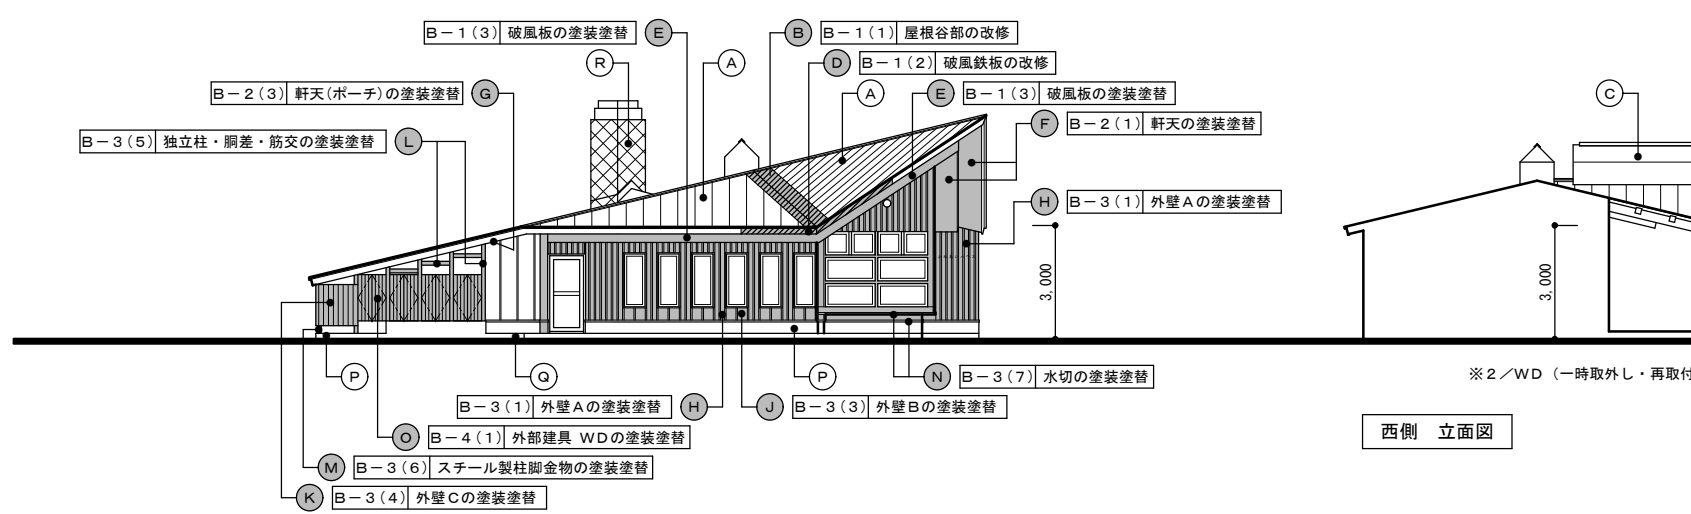 B－1(3) 破風板の塗装塗替 E
B B－1(1) 屋根谷部の改修
R
A
D B－1(2) 破風鉄板の改修
B－2(3) 軒天(ポーチ)の塗装塗替 G
A
E B－1(3) 破風板の塗装塗替
C
F B－2(1) 軒天の塗装塗替
B－3(5) 独立柱・胴差・筋交の塗装塗替 L
H B－3(1) 外壁Aの塗装塗替
3,000
3,000
P
Q
P
N B－3(7) 水切の塗装塗替
※2／WD（一時取外し・再取付
B－3(1) 外壁Aの塗装塗替 H
J B－3(3) 外壁Bの塗装塗替
西側　立面図
O B－4(1) 外部建具 WDの塗装塗替
M B－3(6) スチール製柱脚金物の塗装塗替
K B－3(4) 外壁Cの塗装塗替